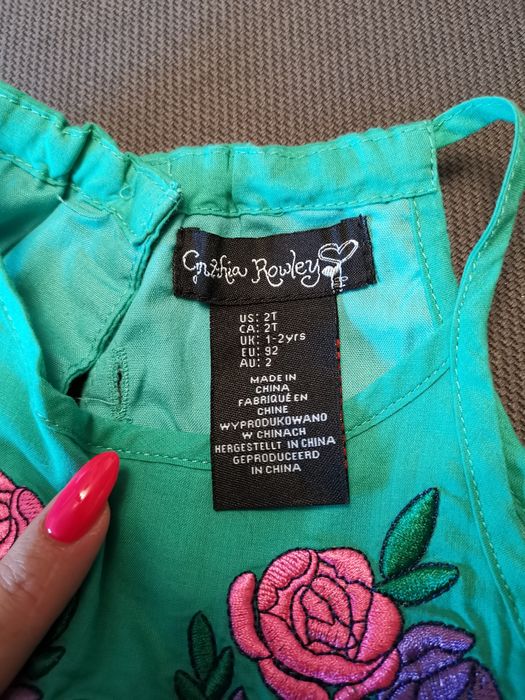 Cynthia Rowley
US: 2T
CA: 2T
UK: 1-2yrs
EU: 92
AU: 2
MADE IN
CHINA
FABRIQUÉ EN
CHINE
WYPRODUKOWANO
W CHINACH
HERGESTELLT IN CHINA
GEPRODUCEERD
IN CHINA